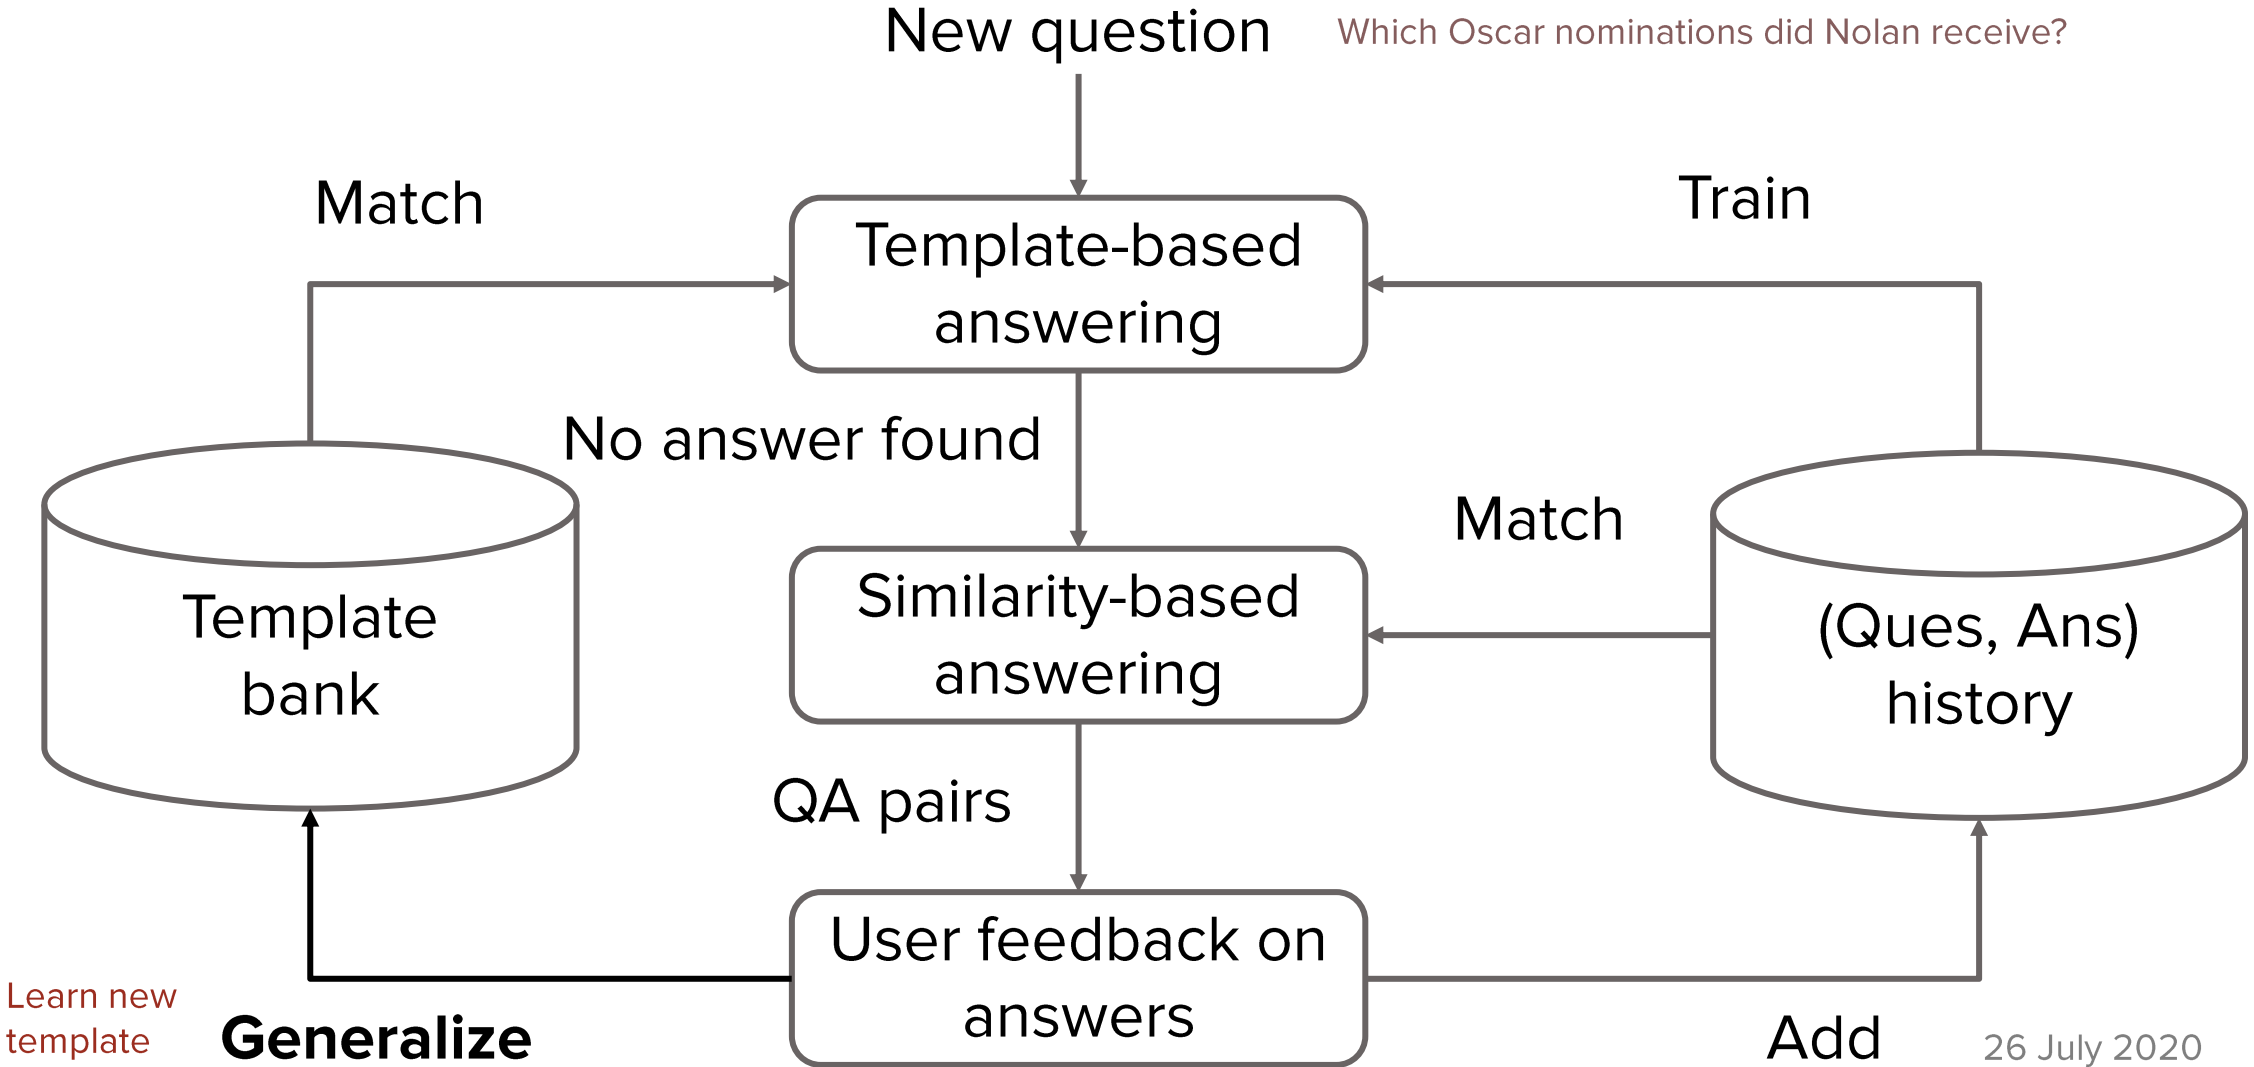 New question
Which Oscar nominations did Nolan receive?
Match
Train
Template-based
answering
No answer found
Match
Template
bank
Similarity-based
answering
(Ques, Ans)
history
QA pairs
User feedback on
answers
Learn new
template
Generalize
Add
26 July 2020